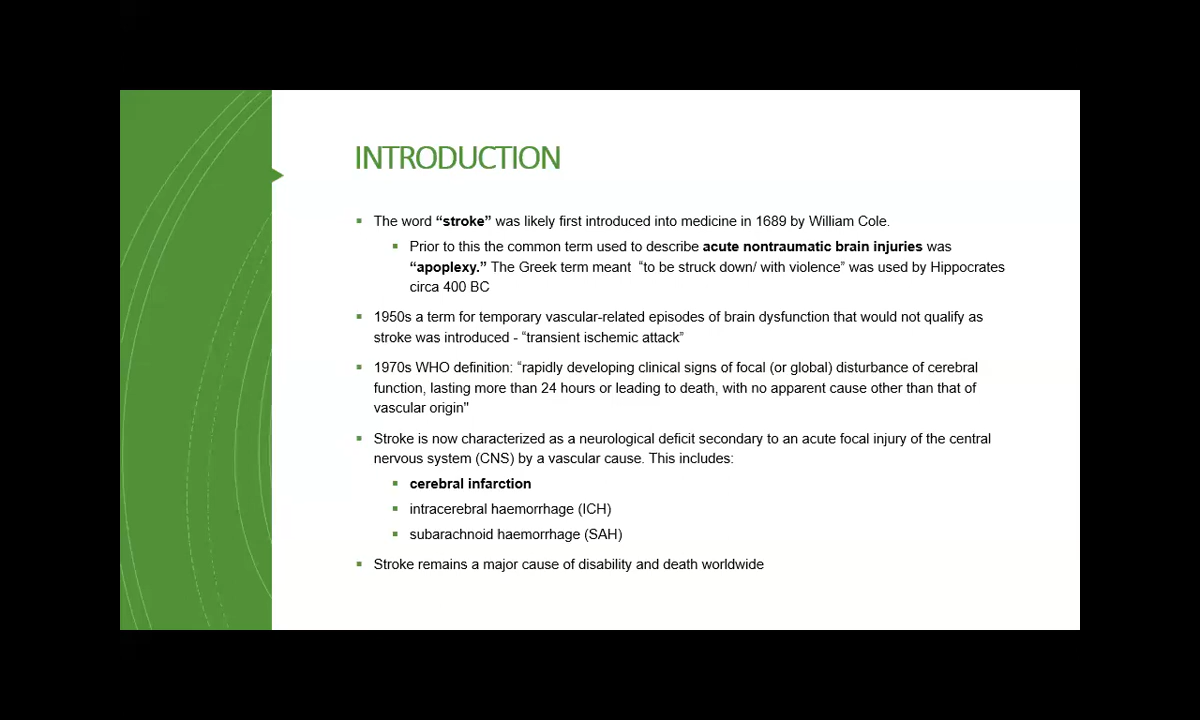 INTRODUCTION
The word “stroke” was likely first introduced into medicine in 1689 by William Cole.
Prior to this the common term used to describe acute nontraumatic brain injuries was
“apoplexy.” The Greek term meant “to be struck down/ with violence” was used by Hippocrates
circa 400 BC
1950s a term for temporary vascular-related episodes of brain dysfunction that would not qualify as
stroke was introduced - “transient ischemic attack”
1970s WHO definition: “rapidly developing clinical signs of focal (or global) disturbance of cerebral
function, lasting more than 24 hours or leading to death, with no apparent cause other than that of
vascular origin"
Stroke is now characterized as a neurological deficit secondary to an acute focal injury of the central
nervous system (CNS) by a vascular cause. This includes:
cerebral infarction
intracerebral haemorrhage (ICH)
subarachnoid haemorrhage (SAH)
Stroke remains a major cause of disability and death worldwide